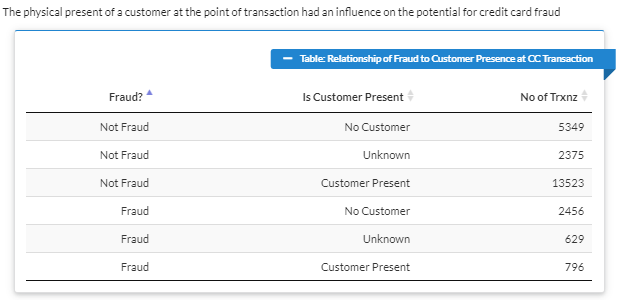 The physical present of a customer at the point of transaction had an influence on the potential for credit card fraud
Table: Relationship of Fraud to Customer Presence at CC Transaction
Fraud? Is Customer Present No of Trxnz
Not Fraud No Customer 5349
Not Fraud Unknown 2375
Not Fraud Customer Present 13523
Fraud No Customer 2456
Fraud Unknown 629
Fraud Customer Present 796